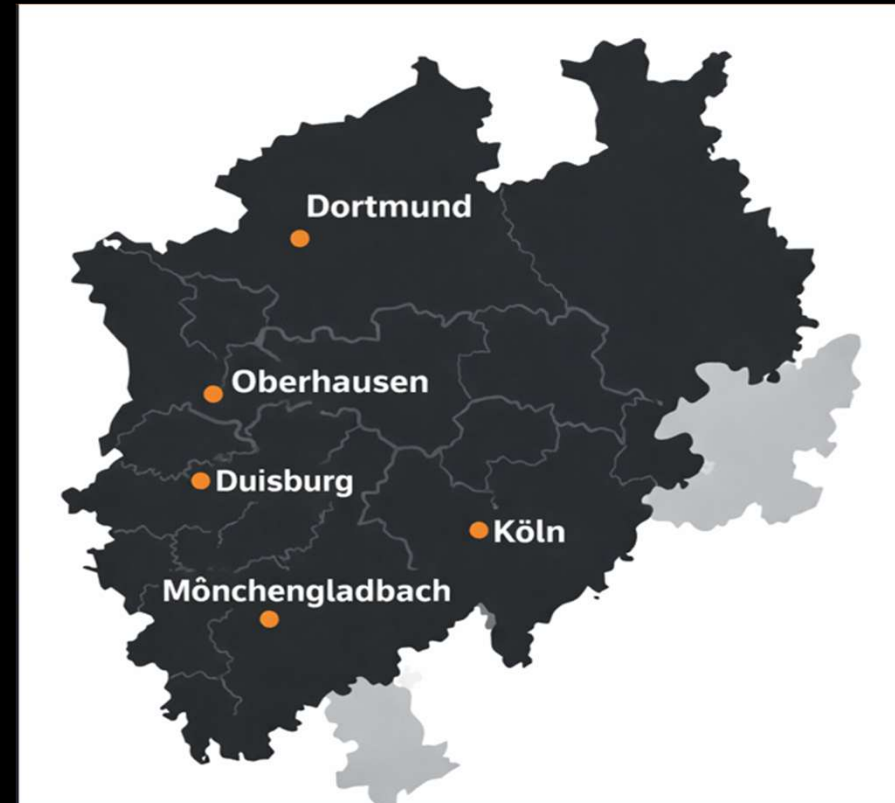 Dortmund
Oberhausen
Duisburg
Köln
Mônchengladbach